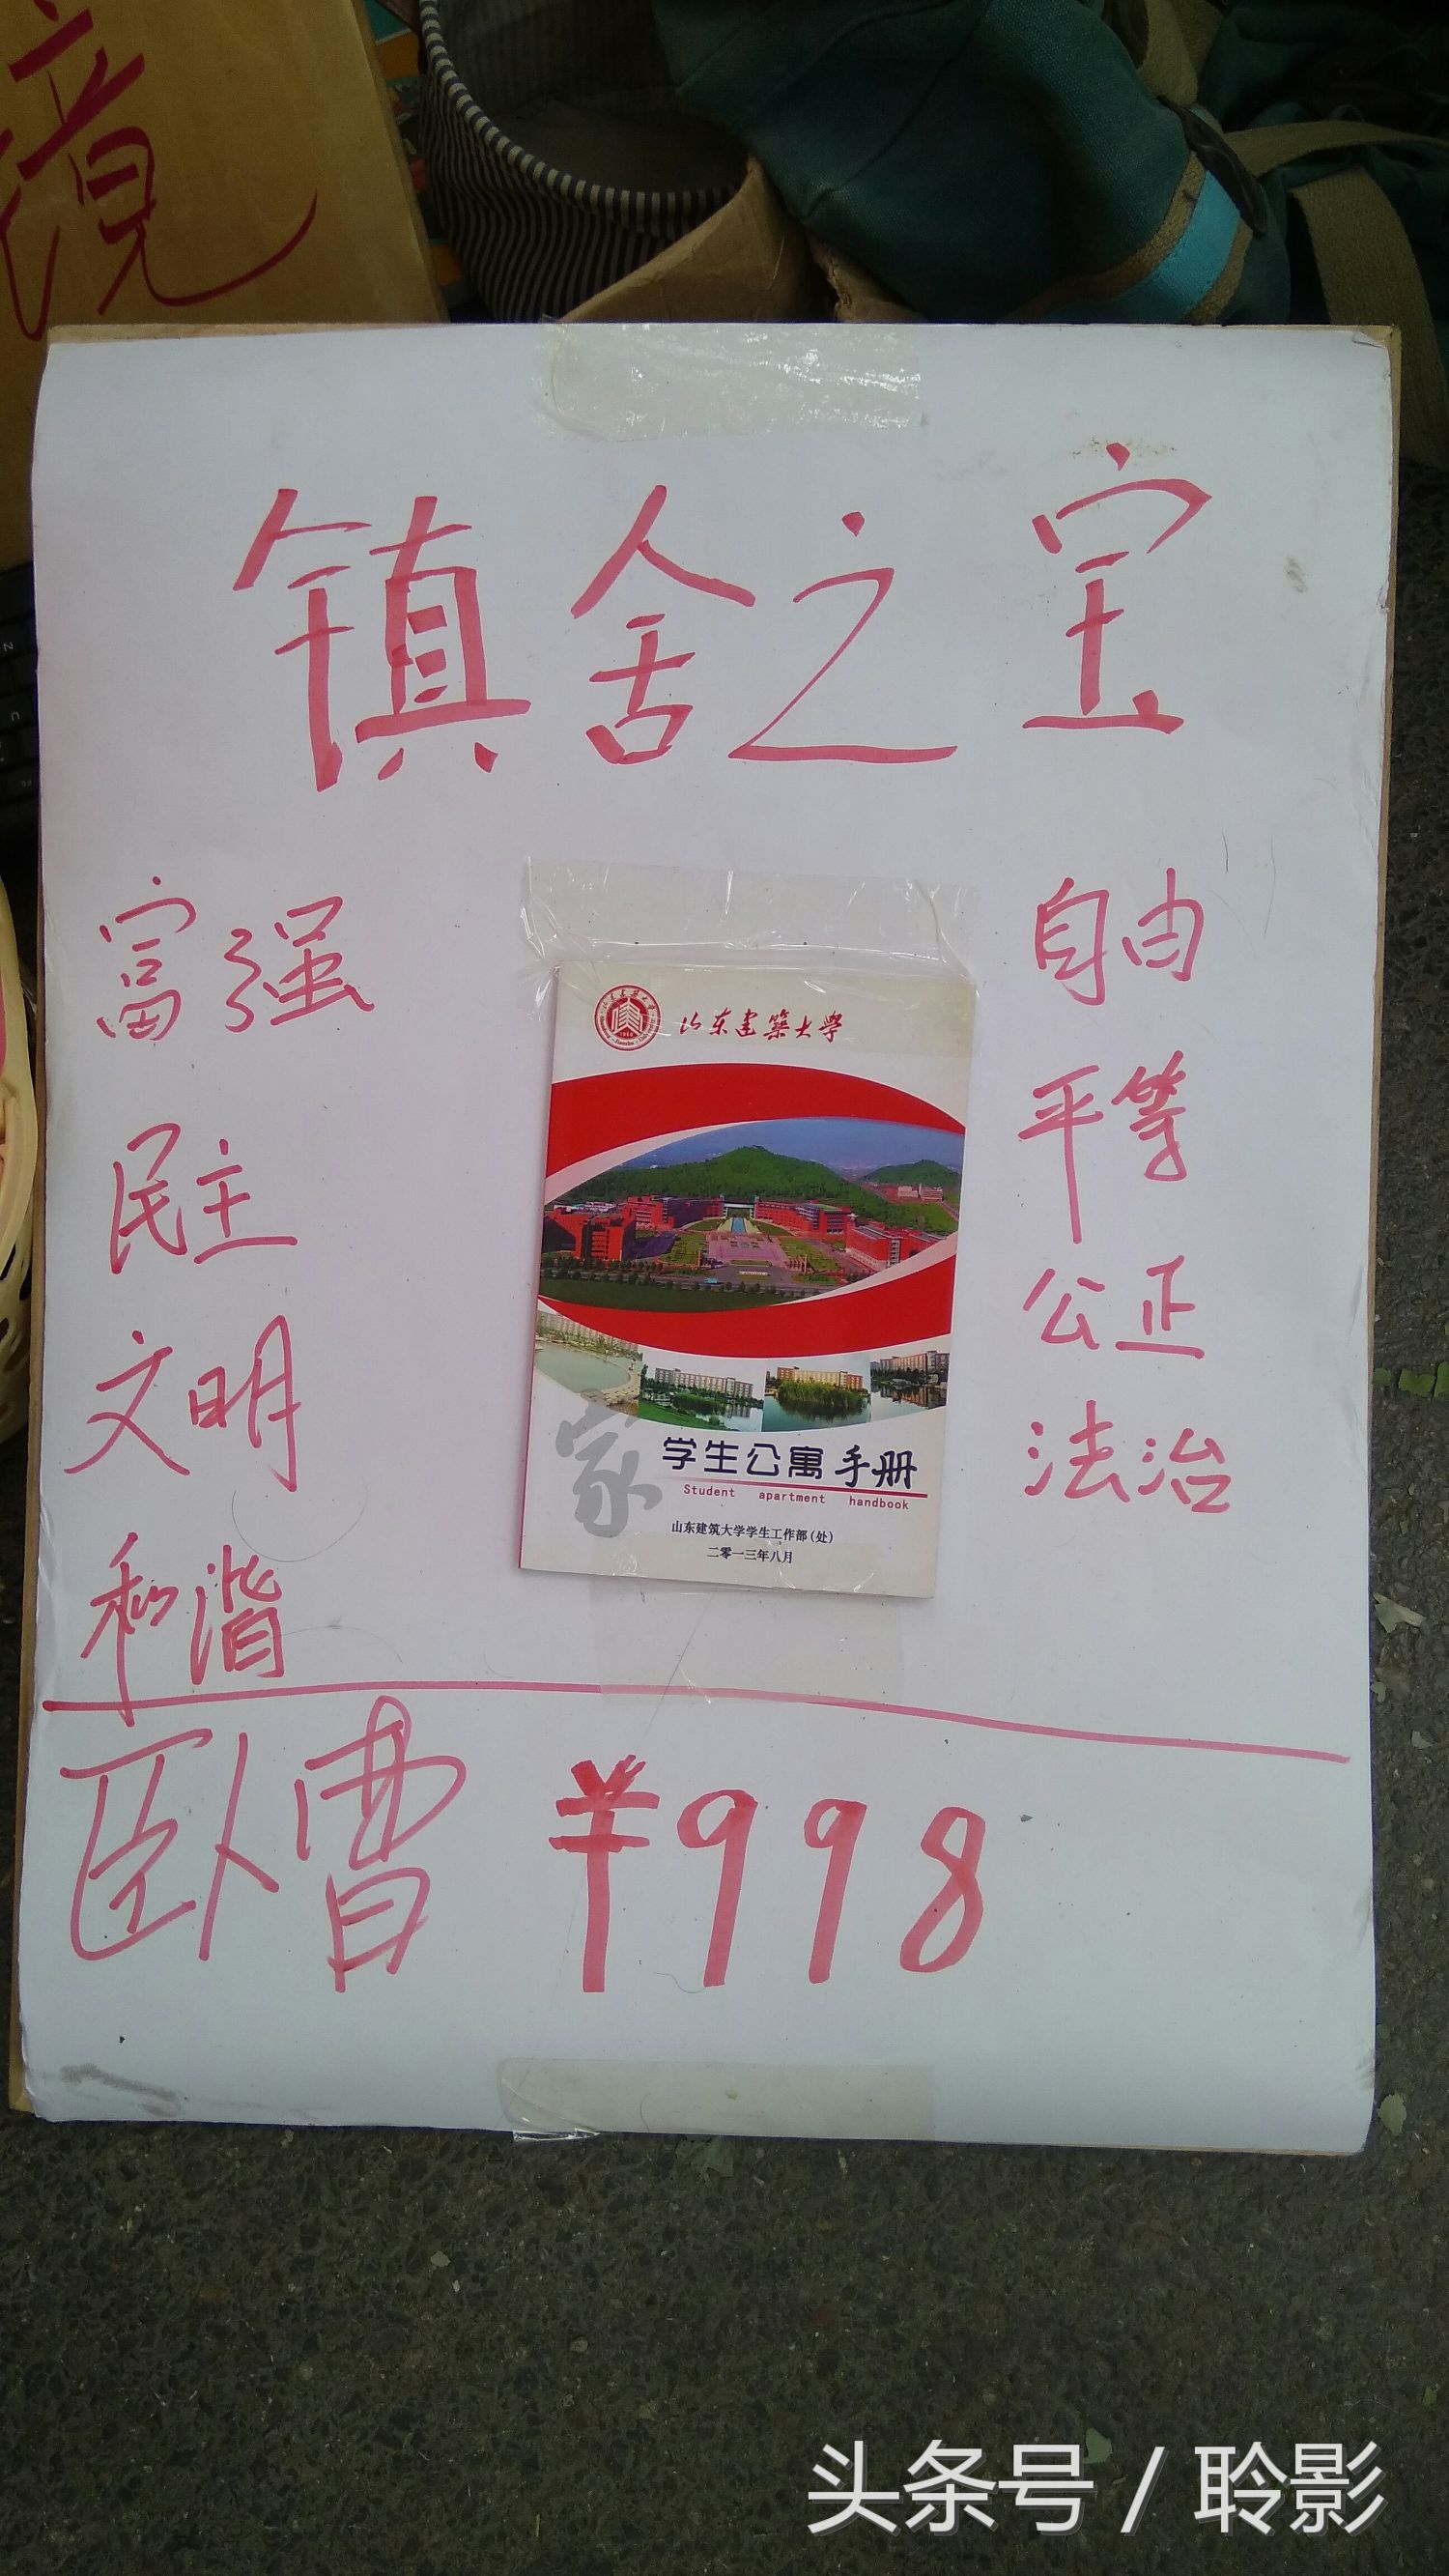 镜
镇舍之宝
富强
民主
文明
和谐
自由
平等
公正
法治
山东建筑大学
家
学生公寓手册
Student apartment handbook
山东建筑大学学生工作部(处)
二零一三年八月
卧曹 ¥998
头条号 / 聆影